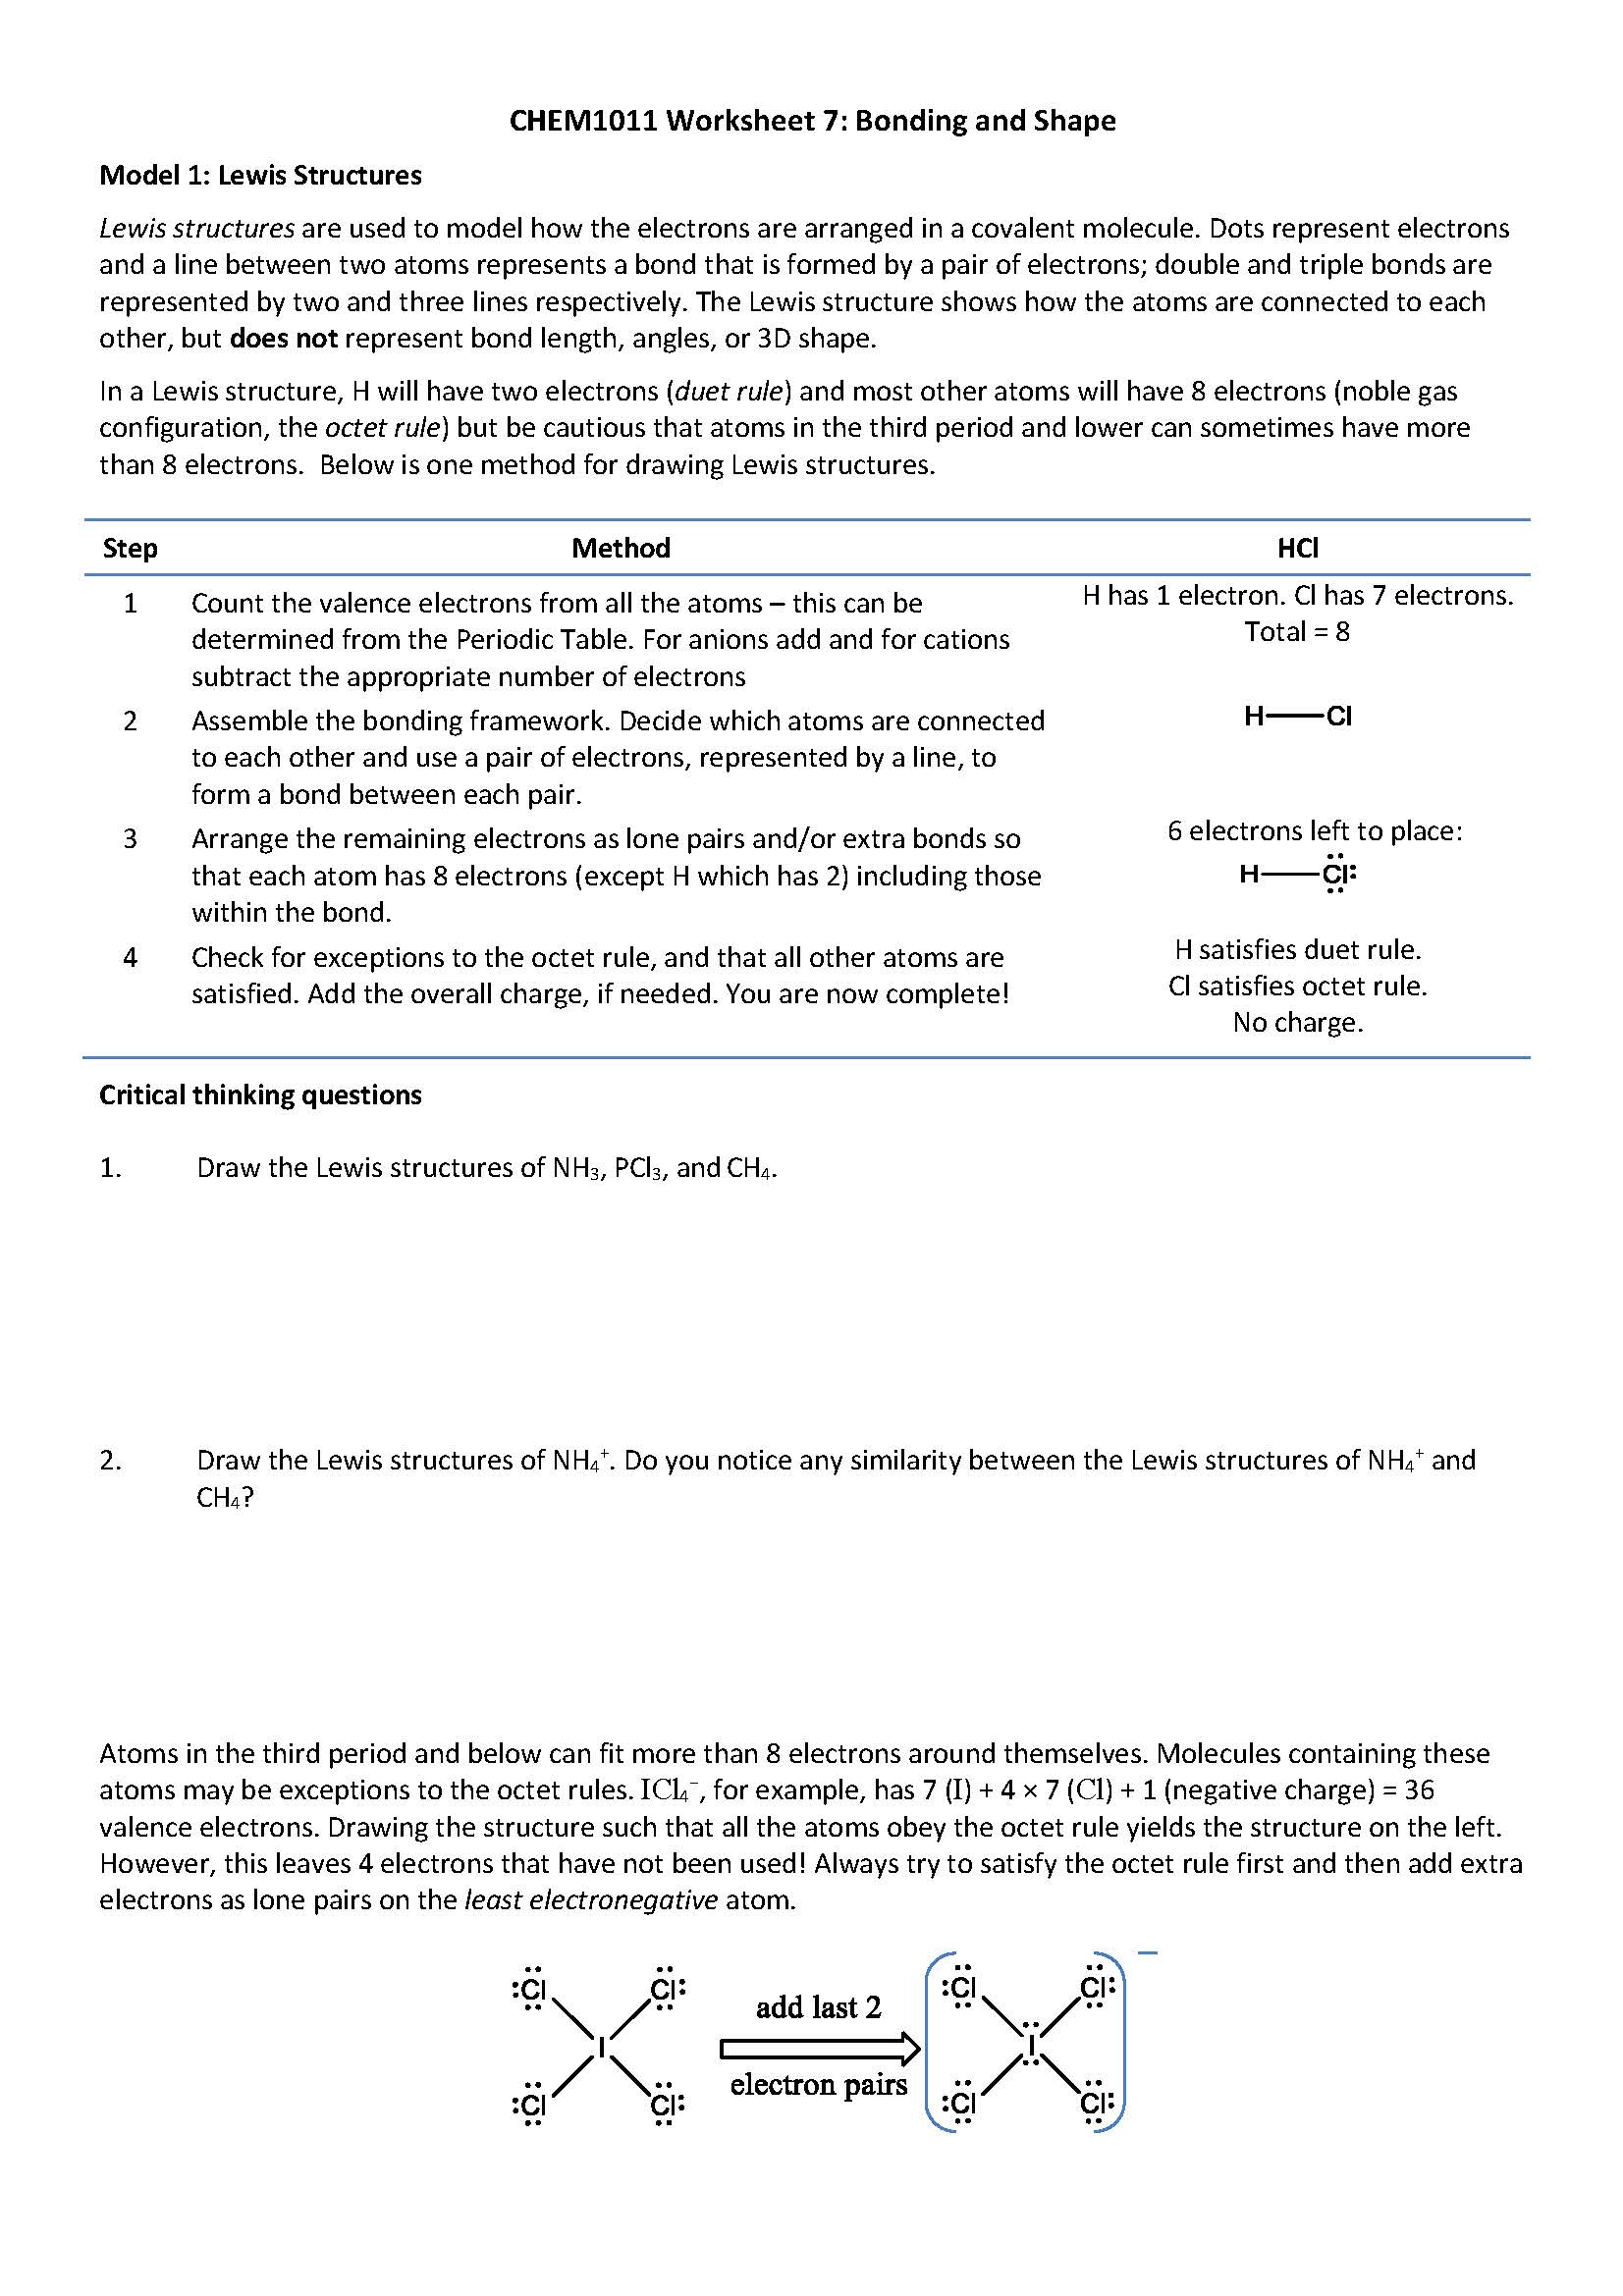 CHEM1011 Worksheet 7: Bonding and Shape
Model 1: Lewis Structures
Lewis structures are used to model how the electrons are arranged in a covalent molecule. Dots represent electrons
and a line between two atoms represents a bond that is formed by a pair of electrons; double and triple bonds are
represented by two and three lines respectively. The Lewis structure shows how the atoms are connected to each
other, but does not represent bond length, angles, or 3D shape.
In a Lewis structure, H will have two electrons (duet rule) and most other atoms will have 8 electrons (noble gas
configuration, the octet rule) but be cautious that atoms in the third period and lower can sometimes have more
than 8 electrons.  Below is one method for drawing Lewis structures.
Step Method HCl
1 Count the valence electrons from all the atoms – this can be
determined from the Periodic Table. For anions add and for cations
subtract the appropriate number of electrons
H has 1 electron. Cl has 7 electrons.
Total = 8
2 Assemble the bonding framework. Decide which atoms are connected
to each other and use a pair of electrons, represented by a line, to
form a bond between each pair.
H—Cl
3 Arrange the remaining electrons as lone pairs and/or extra bonds so
that each atom has 8 electrons (except H which has 2) including those
within the bond.
6 electrons left to place:
H—Cl
4 Check for exceptions to the octet rule, and that all other atoms are
satisfied. Add the overall charge, if needed. You are now complete!
H satisfies duet rule.
Cl satisfies octet rule.
No charge.
Critical thinking questions
1. Draw the Lewis structures of NH₃, PCl₃, and CH₄.
2. Draw the Lewis structures of NH₄⁺. Do you notice any similarity between the Lewis structures of NH₄⁺ and
CH₄?
Atoms in the third period and below can fit more than 8 electrons around themselves. Molecules containing these
atoms may be exceptions to the octet rules. ICl₄⁻, for example, has 7 (I) + 4 × 7 (Cl) + 1 (negative charge) = 36
valence electrons. Drawing the structure such that all the atoms obey the octet rule yields the structure on the left.
However, this leaves 4 electrons that have not been used! Always try to satisfy the octet rule first and then add extra
electrons as lone pairs on the least electronegative atom.
Cl Cl
I
Cl Cl
add last 2
electron pairs
Cl Cl –
I
Cl Cl